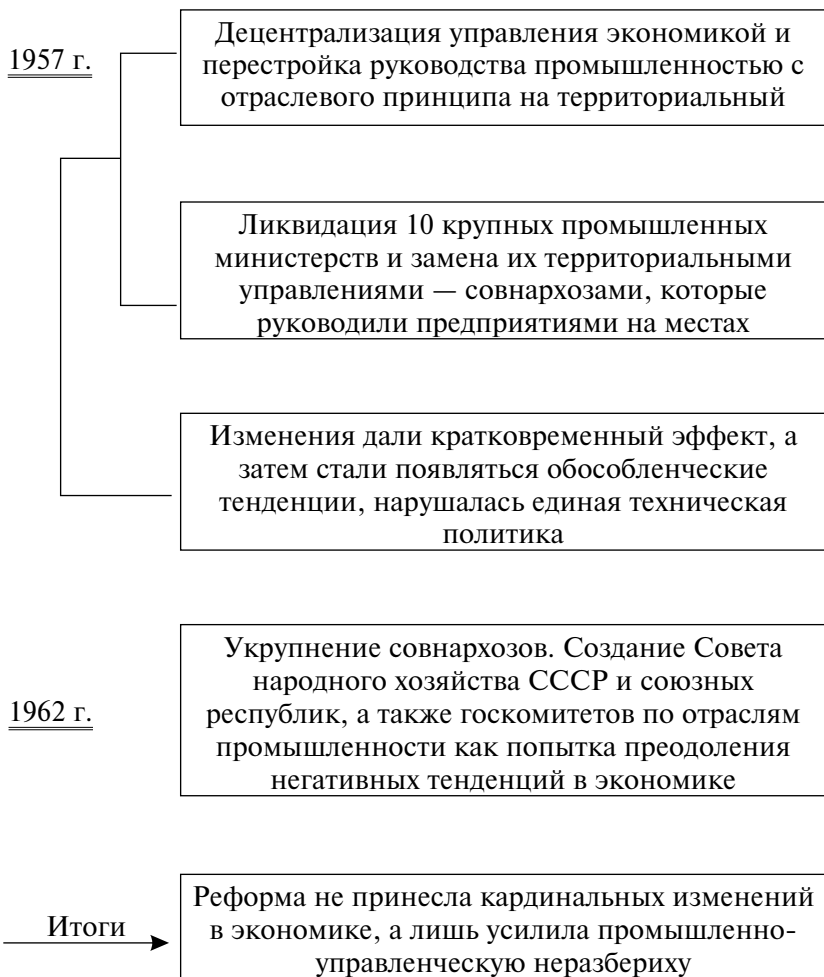 1957 г.
Децентрализация управления экономикой и
перестройка руководства промышленностью с
отраслевого принципа на территориальный
Ликвидация 10 крупных промышленных
министерств и замена их территориальными
управлениями — совнархозами, которые
руководили предприятиями на местах
Изменения дали кратковременный эффект, а
затем стали появляться обособленческие
тенденции, нарушалась единая техническая
политика
1962 г.
Укрупнение совнархозов. Создание Совета
народного хозяйства СССР и союзных
республик, а также госкомитетов по отраслям
промышленности как попытка преодоления
негативных тенденций в экономике
Итоги
Реформа не принесла кардинальных изменений
в экономике, а лишь усилила промышленно-
управленческую неразбериху